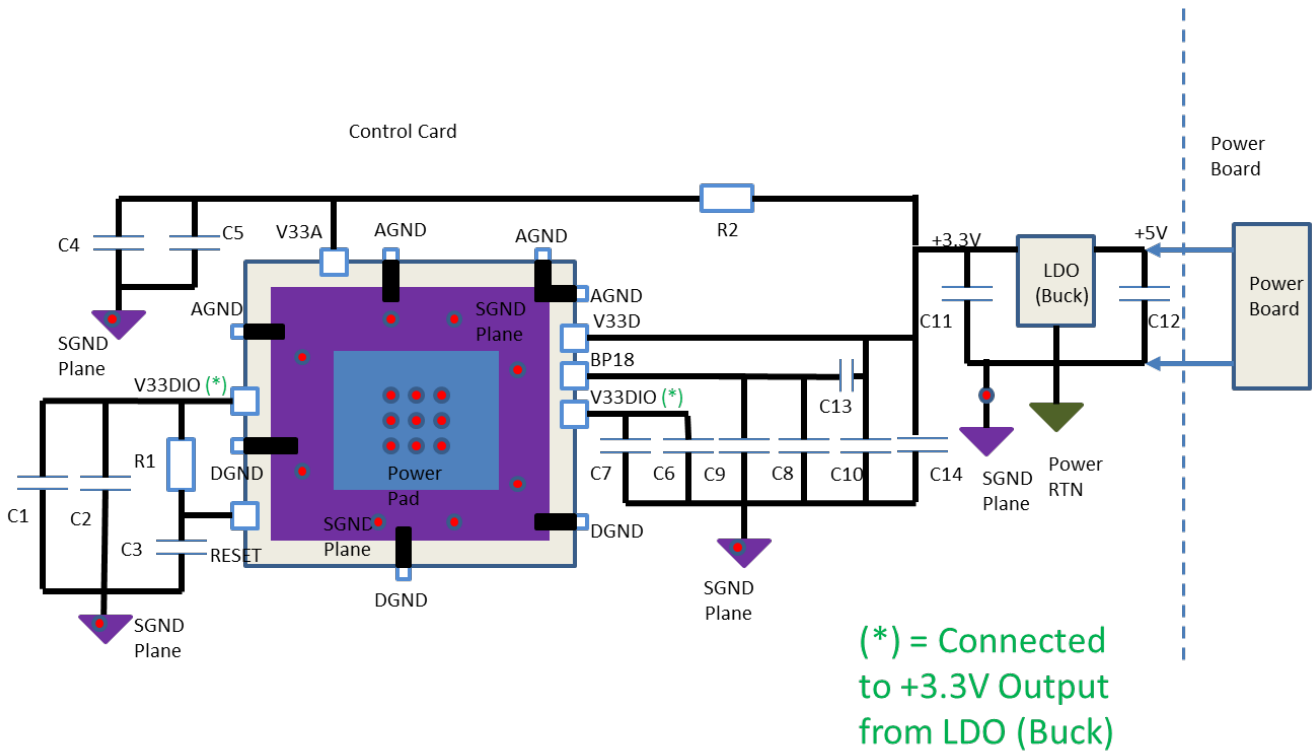 Control Card
Power
Board
C4
C5
V33A
AGND
AGND
R2
+3.3V
LDO
(Buck)
+5V
Power
Board
AGND
SGND
Plane
AGND
V33D
C11
C12
SGND
Plane
BP18
V33DIO (*)
V33DIO (*)
C13
R1
DGND
Power
Pad
C7
C6
C9
C8
C10
C14
SGND
Plane
Power
RTN
C1
C2
C3
RESET
SGND
Plane
DGND
DGND
SGND
Plane
SGND
Plane
(*) = Connected
to +3.3V Output
from LDO (Buck)